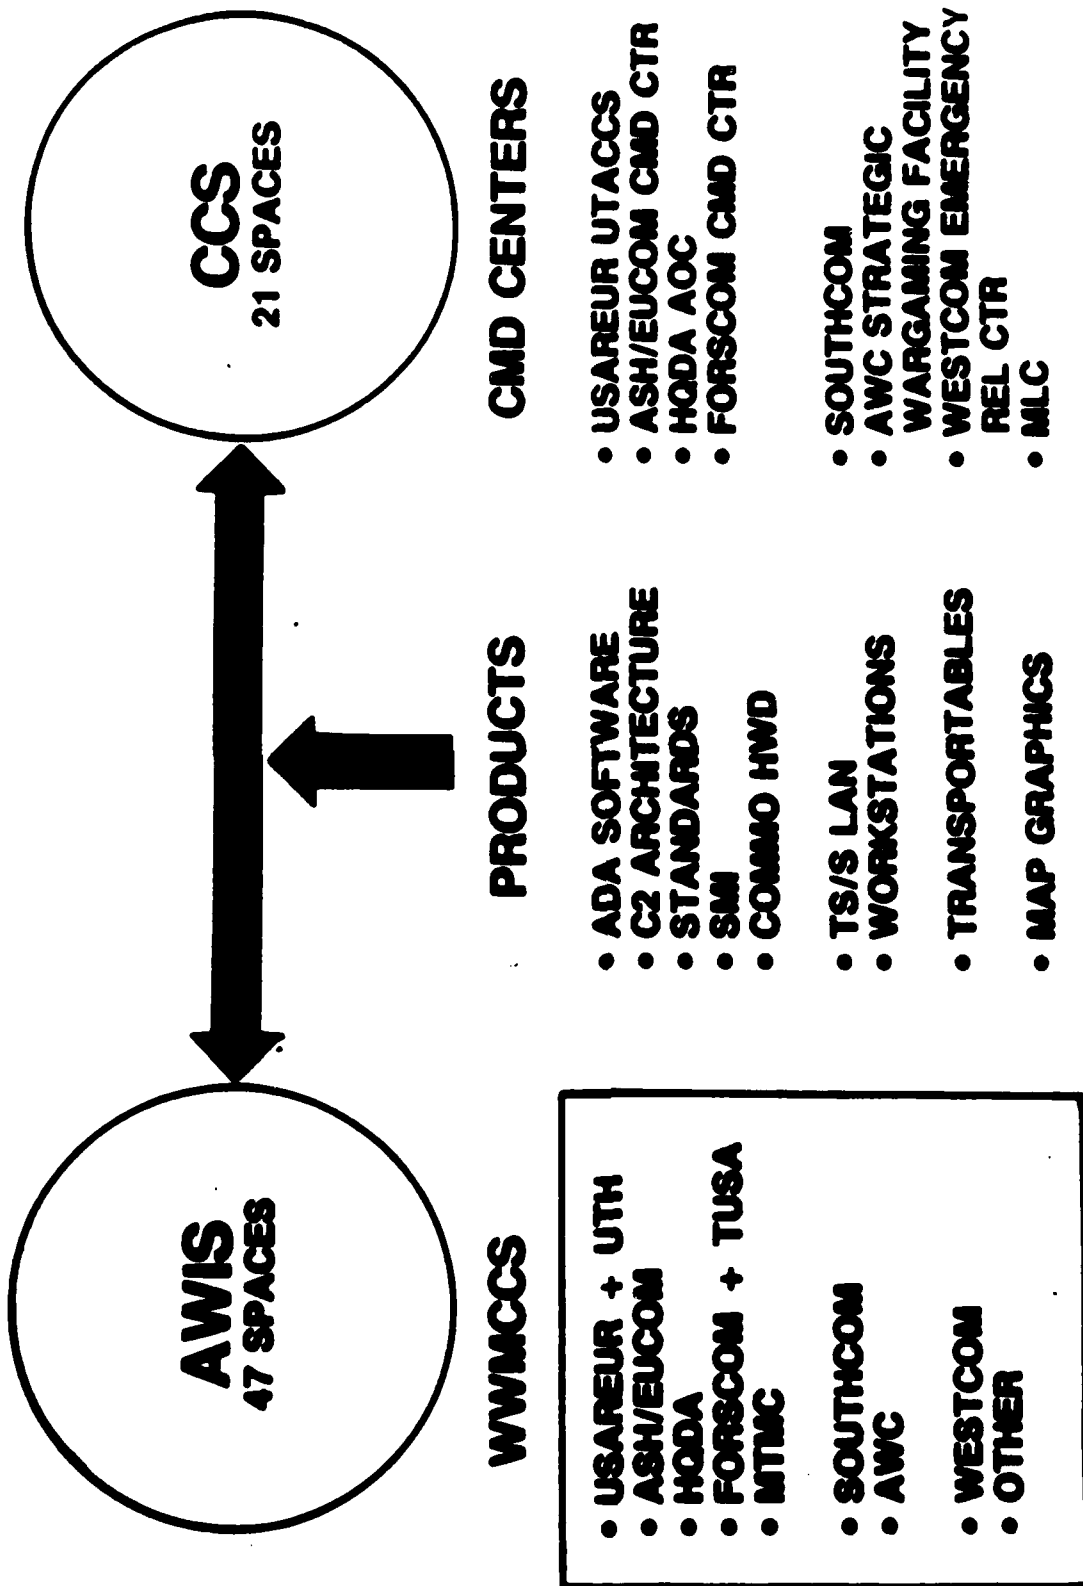 AWIS
47 SPACES
CCS
21 SPACES
WWMCCS
• USAREUR + UTH
• ASH/EUCOM
• HQDA
• FORSCOM + TUSA
• MTMC
• SOUTHCOM
• AWC
• WESTCOM
• OTHER
PRODUCTS
• ADA SOFTWARE
• C2 ARCHITECTURE
• STANDARDS
• SMI
• COMMO HWD
• TS/S LAN
• WORKSTATIONS
• TRANSPORTABLES
• MAP GRAPHICS
CMD CENTERS
• USAREUR UTACCS
• ASH/EUCOM CMD CTR
• HQDA AOC
• FORSCOM CMD CTR
• SOUTHCOM
• AWC STRATEGIC
WARGAMING FACILITY
• WESTCOM EMERGENCY
REL CTR
• MLC